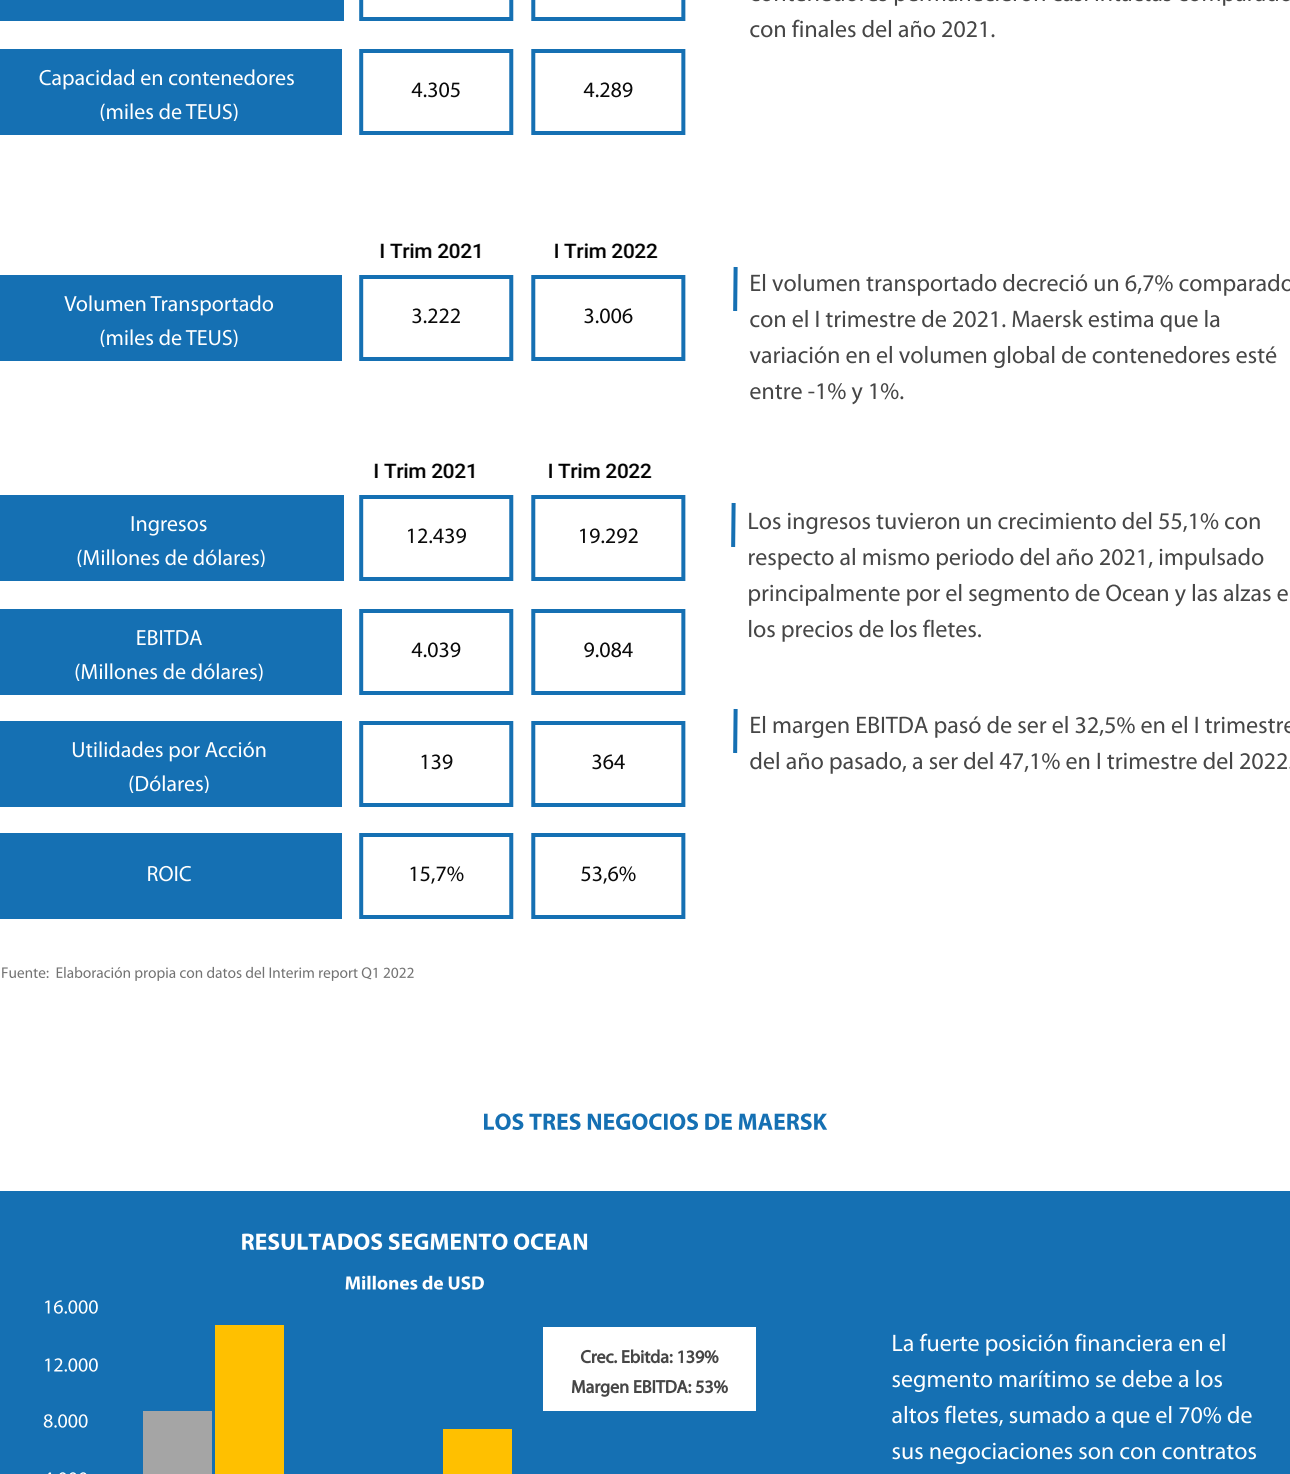 con finales del año 2021.
Capacidad en contenedores
(miles de TEUS)
4.305
4.289
I Trim 2021
I Trim 2022
Volumen Transportado
(miles de TEUS)
3.222
3.006
El volumen transportado decreció un 6,7% comparado
con el I trimestre de 2021. Maersk estima que la
variación en el volumen global de contenedores esté
entre -1% y 1%.
I Trim 2021
I Trim 2022
Ingresos
(Millones de dólares)
12.439
19.292
Los ingresos tuvieron un crecimiento del 55,1% con
respecto al mismo periodo del año 2021, impulsado
principalmente por el segmento de Ocean y las alzas e
los precios de los fletes.
EBITDA
(Millones de dólares)
4.039
9.084
Utilidades por Acción
(Dólares)
139
364
El margen EBITDA pasó de ser el 32,5% en el I trimestre
del año pasado, a ser del 47,1% en I trimestre del 2022.
ROIC
15,7%
53,6%
Fuente: Elaboración propia con datos del Interim report Q1 2022
LOS TRES NEGOCIOS DE MAERSK
RESULTADOS SEGMENTO OCEAN
Millones de USD
16.000
12.000
8.000
Crec. Ebitda: 139%
Margen EBITDA: 53%
La fuerte posición financiera en el
segmento marítimo se debe a los
altos fletes, sumado a que el 70% de
sus negociaciones son con contratos